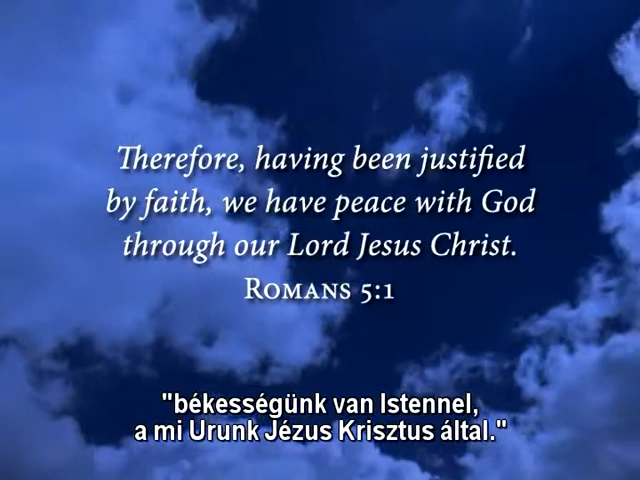 Therefore, having been justified
by faith, we have peace with God
through our Lord Jesus Christ.
Romans 5:1
"békességünk van Istennel,
a mi Urunk Jézus Krisztus által."